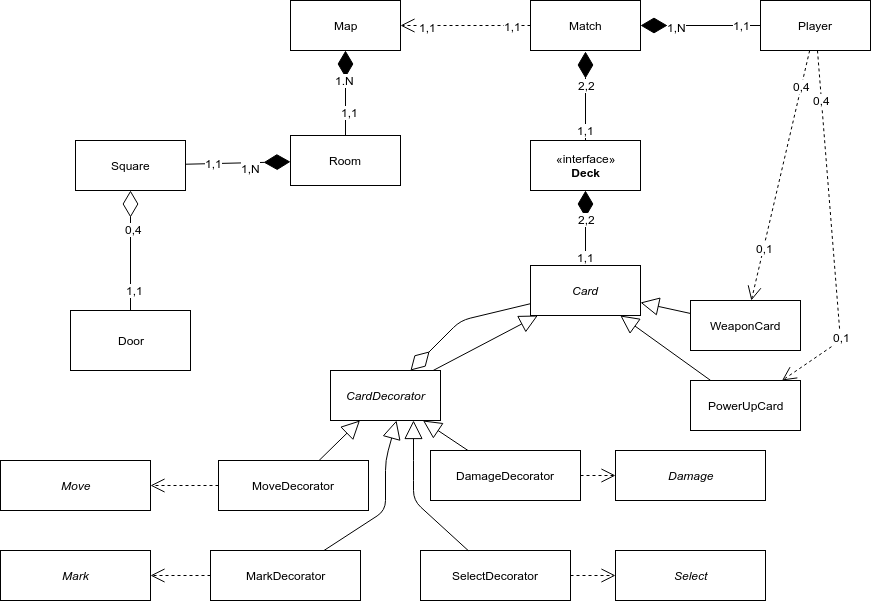 Map
Match
Player
1,1
1,1
1,N
1,1
1.N
2,2
0,4
0,4
1,1
1,1
«interface»
Deck
Square
1,1
1,N
Room
2,2
0,4
0,1
1,1
1,1
Card
WeaponCard
Door
0,1
CardDecorator
PowerUpCard
Move
MoveDecorator
DamageDecorator
Damage
Mark
MarkDecorator
SelectDecorator
Select